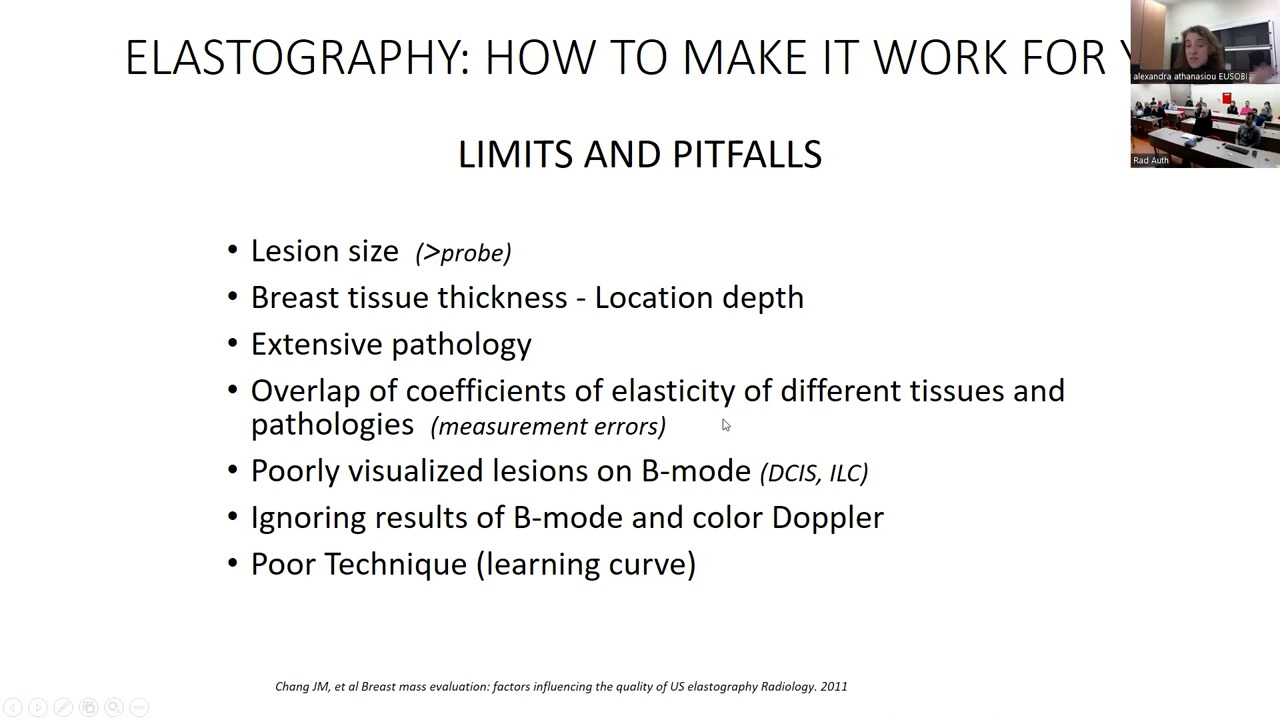 ELASTOGRAPHY: HOW TO MAKE IT WORK FOR
alexandra athanasiou EUSOBI
Rad Auth
LIMITS AND PITFALLS
• Lesion size (>probe)
• Breast tissue thickness - Location depth
• Extensive pathology
• Overlap of coefficients of elasticity of different tissues and
pathologies (measurement errors)
• Poorly visualized lesions on B-mode (DCIS, ILC)
• Ignoring results of B-mode and color Doppler
• Poor Technique (learning curve)
Chang JM, et al Breast mass evaluation: factors influencing the quality of US elastography Radiology. 2011